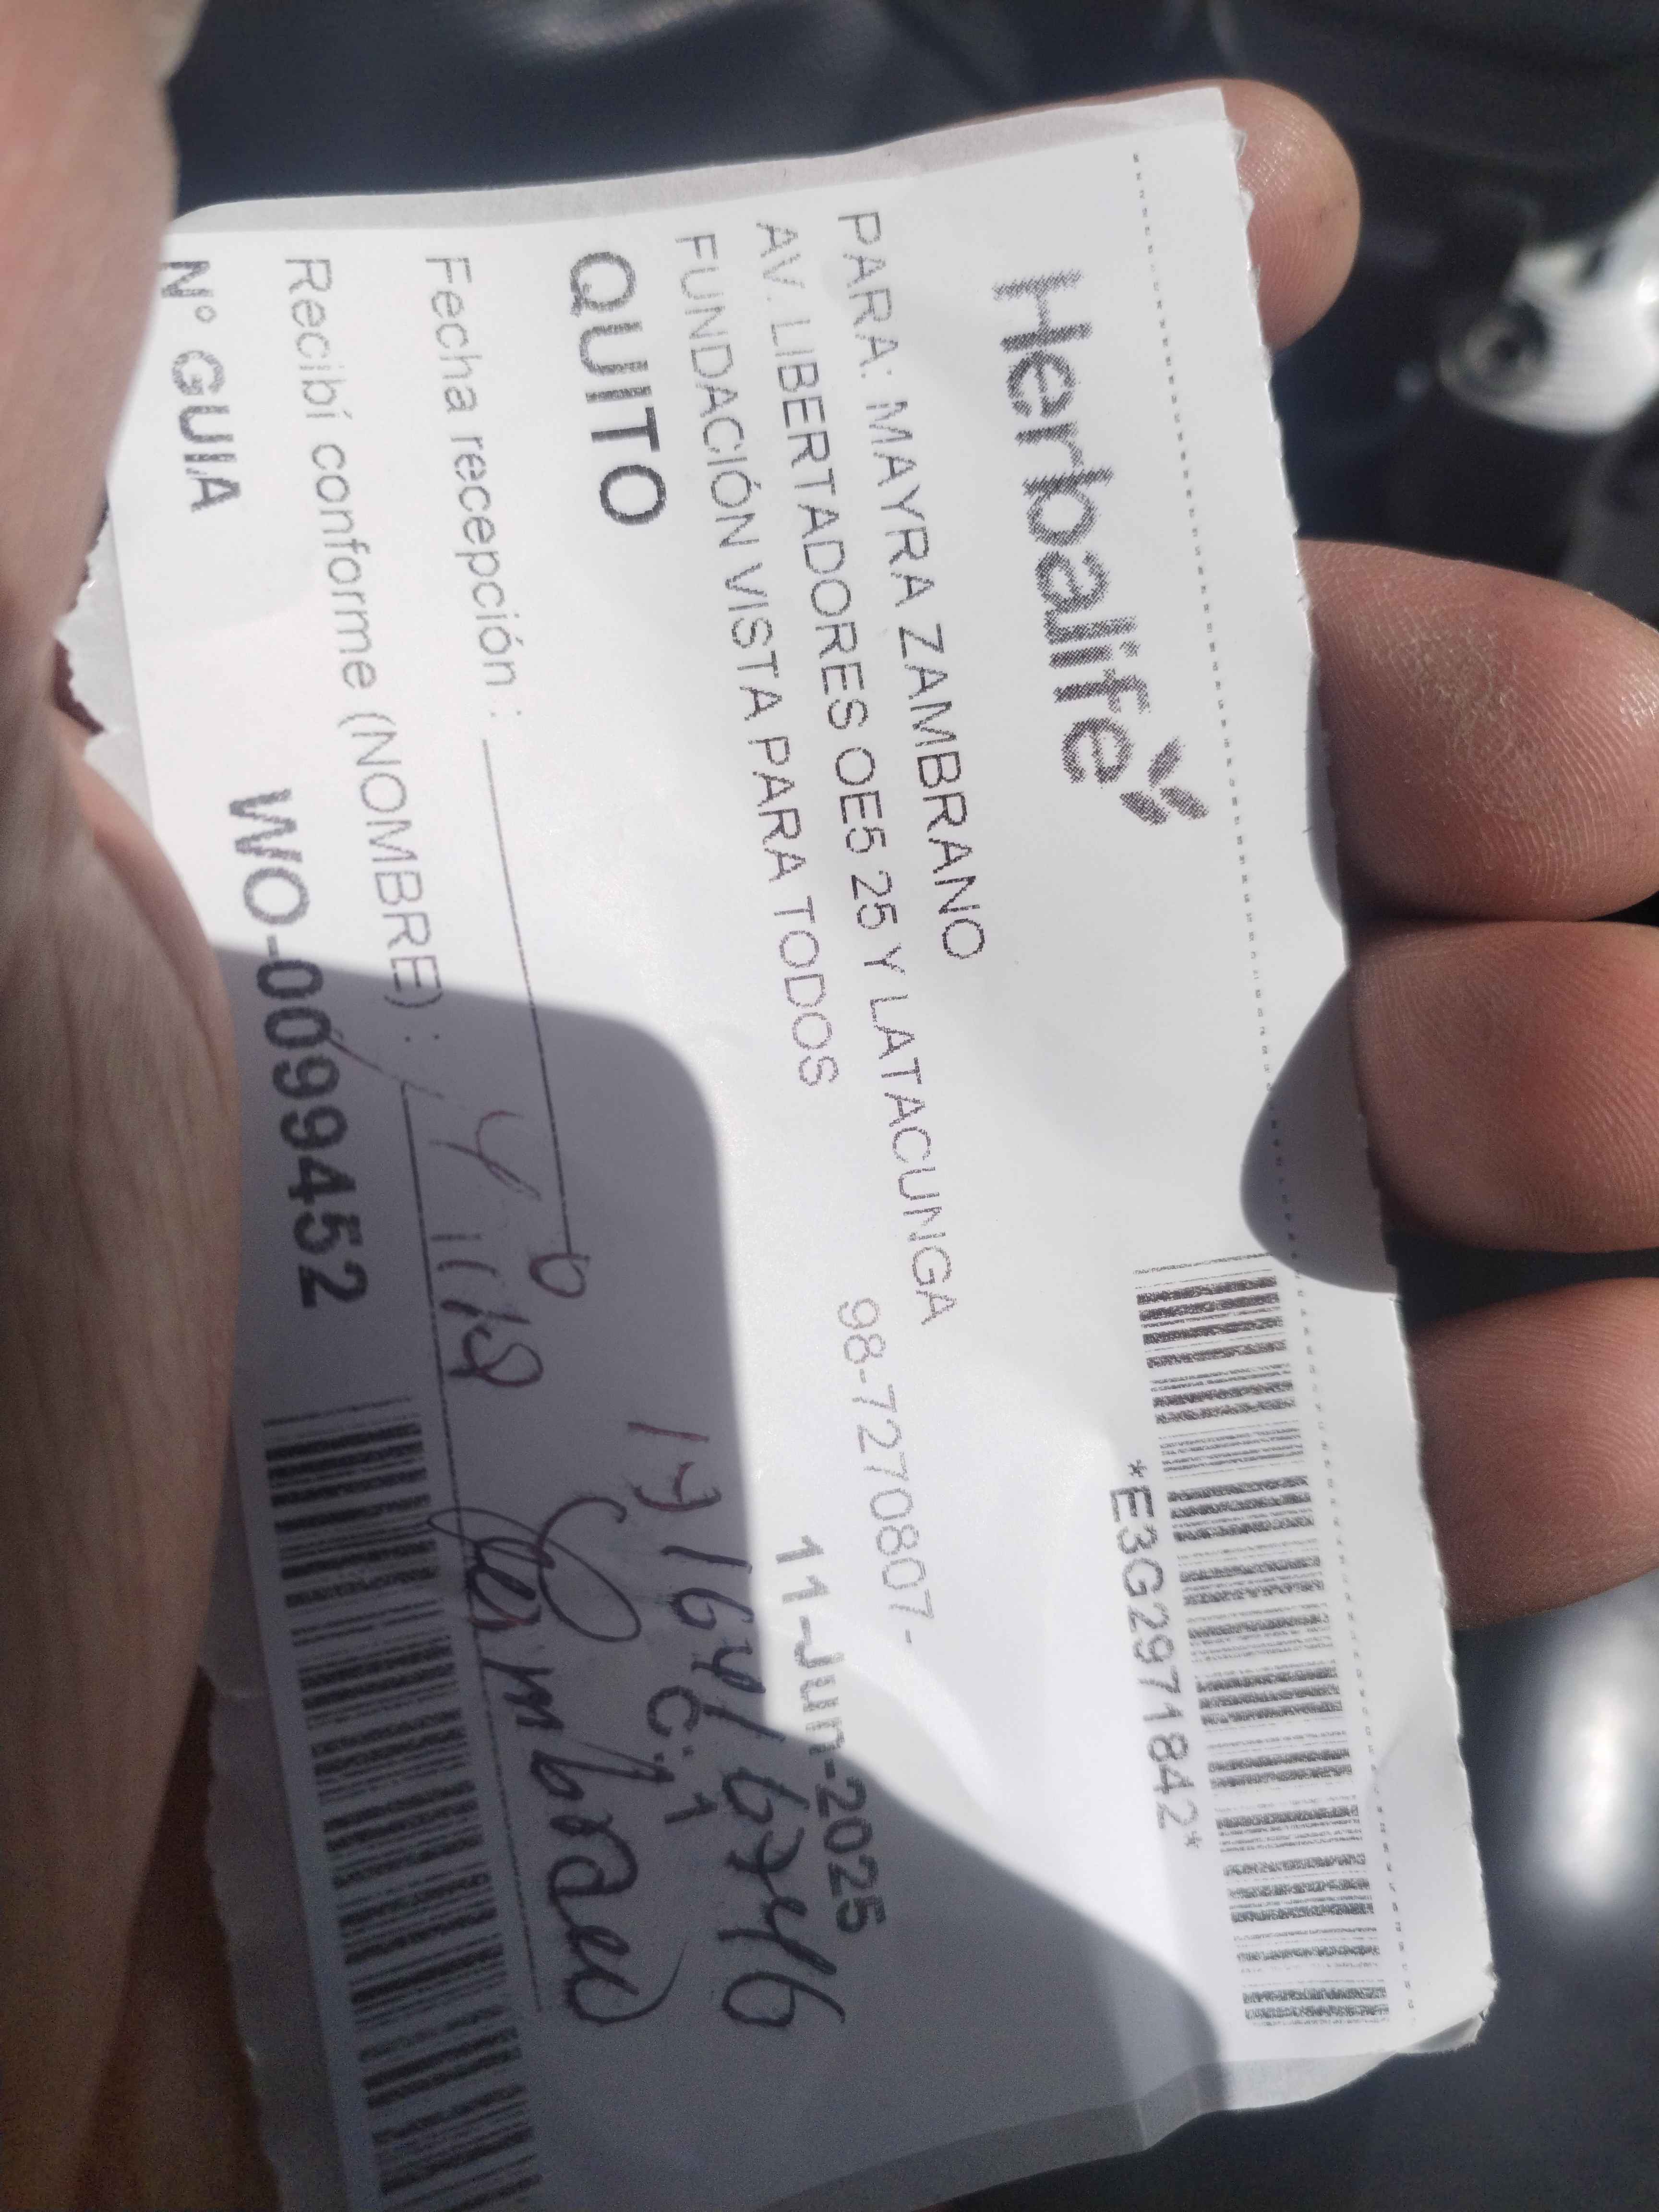 *E3G2971842*
Herbalife
PARA: MAYRA ZAMBRANO
AV. LIBERTADORES OE5 25 Y LATACUNGA 98-7270807-
FUNDACIÓN VISTA PARA TODOS
QUITO 11-Jun-2025
Fecha recepción :
C.I
Recibí conforme (NOMBRE) :
N° GUIA WO-0099452